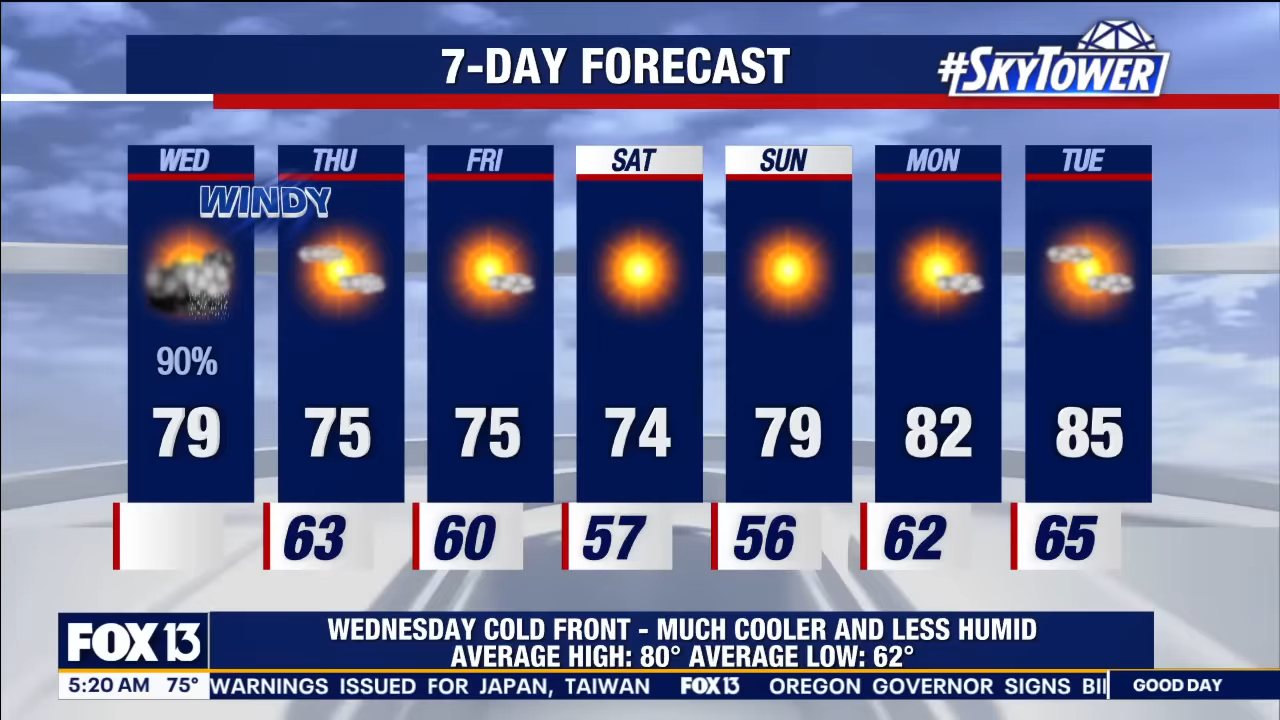 7-DAY FORECAST
#SKYTOWER
WED THU FRI SAT SUN MON TUE
WINDY
90%
79 75 75 74 79 82 85
63 60 57 56 62 65
FOX 13
WEDNESDAY COLD FRONT - MUCH COOLER AND LESS HUMID
AVERAGE HIGH: 80° AVERAGE LOW: 62°
5:20 AM 75° WARNINGS ISSUED FOR JAPAN, TAIWAN FOX 13 OREGON GOVERNOR SIGNS BI GOOD DAY